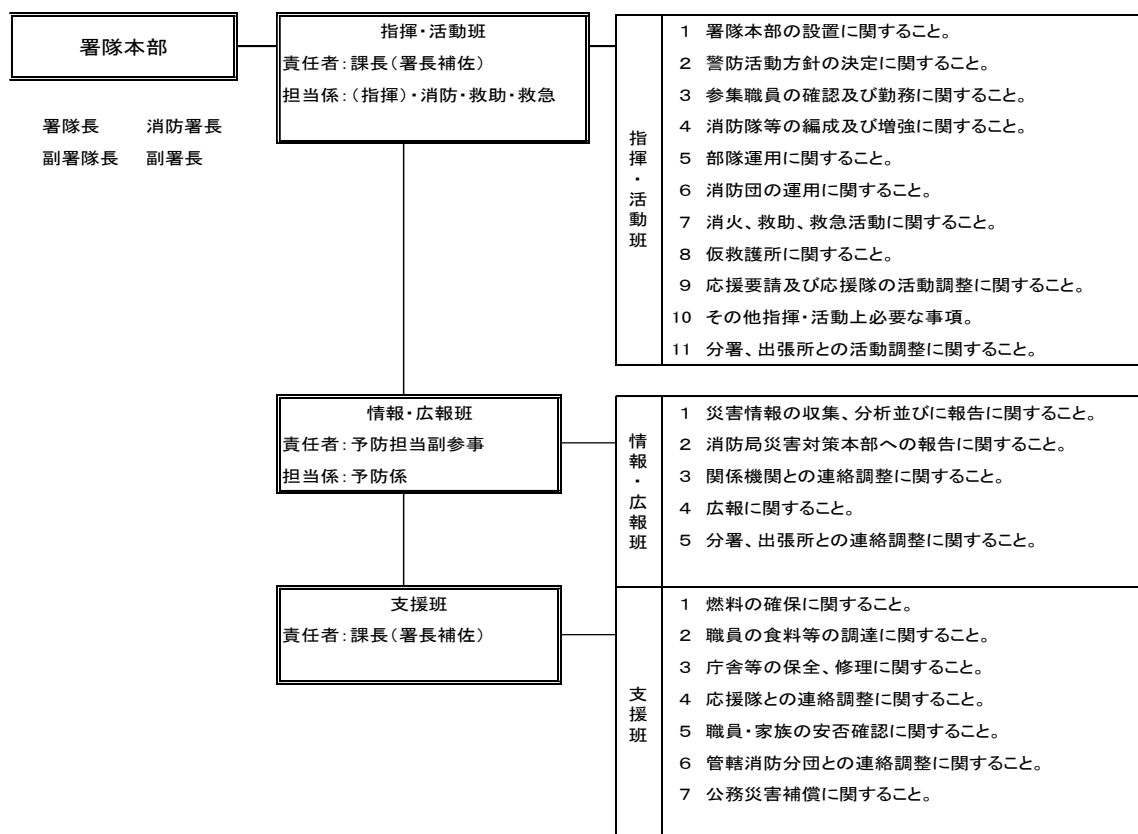 署隊本部
署隊長　消防署長
副署隊長　副署長
指揮・活動班
責任者：課長（署長補佐）
担当係：（指揮）・消防・救助・救急
指揮・活動班
1 署隊本部の設置に関すること。
2 警防活動方針の決定に関すること。
3 参集職員の確認及び勤務に関すること。
4 消防隊等の編成及び増強に関すること。
5 部隊運用に関すること。
6 消防団の運用に関すること。
7 消火、救助、救急活動に関すること。
8 仮救護所に関すること。
9 応援要請及び応援隊の活動調整に関すること。
10 その他指揮・活動上必要な事項。
11 分署、出張所との活動調整に関すること。
情報・広報班
責任者：予防担当副参事
担当係：予防係
情報・広報班
1 災害情報の収集、分析並びに報告に関すること。
2 消防局災害対策本部への報告に関すること。
3 関係機関との連絡調整に関すること。
4 広報に関すること。
5 分署、出張所との連絡調整に関すること。
支援班
責任者：課長（署長補佐）
支援班
1 燃料の確保に関すること。
2 職員の食料等の調達に関すること。
3 庁舎等の保全、修理に関すること。
4 応援隊との連絡調整に関すること。
5 職員・家族の安否確認に関すること。
6 管轄消防分団との連絡調整に関すること。
7 公務災害補償に関すること。